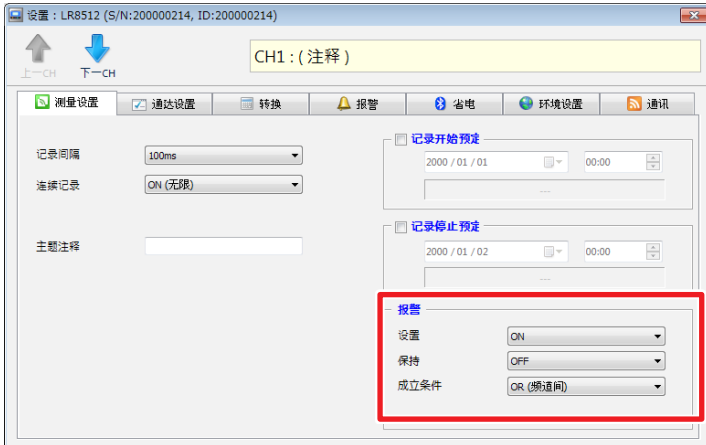 设置 : LR8512 (S/N:200000214, ID:200000214)
上一CH
下一CH
CH1 : ( 注释 )
测量设置
通达设置
转换
报警
省电
环境设置
通讯
记录间隔
100ms
连续记录
ON (无限)
主题注释
记录开始预定
2000 / 01 / 01
00:00
---
记录停止预定
2000 / 01 / 02
00:00
---
报警
设置
ON
保持
OFF
成立条件
OR (频道间)